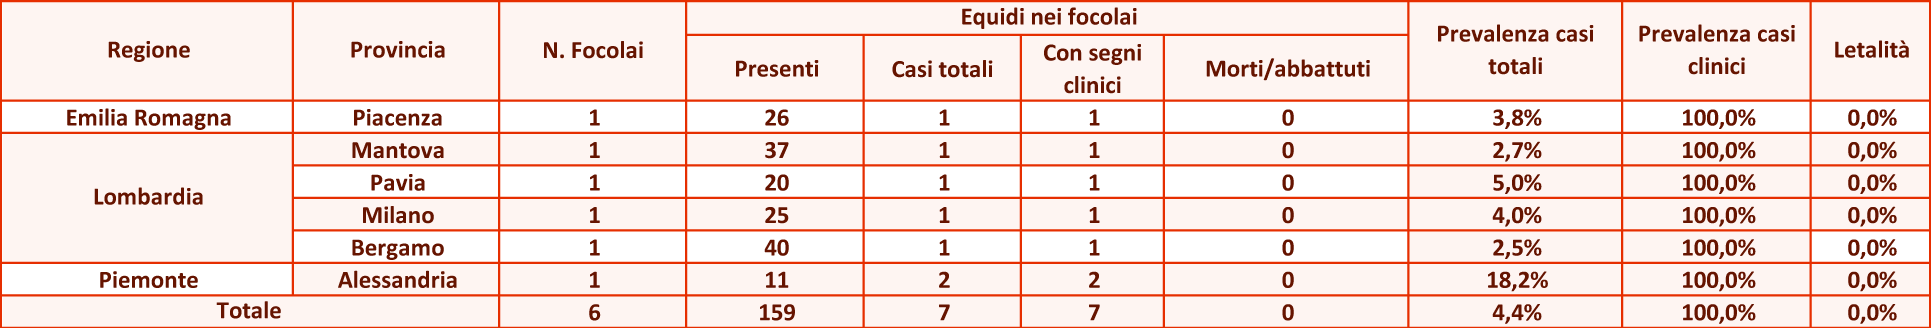 Regione Provincia N. Focolai Equidi nei focolai Prevalenza casi totali Prevalenza casi clinici Letalità
Presenti Casi totali Con segni clinici Morti/abbattuti
Emilia Romagna Piacenza 1 26 1 1 0 3,8% 100,0% 0,0%
Lombardia Mantova 1 37 1 1 0 2,7% 100,0% 0,0%
Pavia 1 20 1 1 0 5,0% 100,0% 0,0%
Milano 1 25 1 1 0 4,0% 100,0% 0,0%
Bergamo 1 40 1 1 0 2,5% 100,0% 0,0%
Piemonte Alessandria 1 11 2 2 0 18,2% 100,0% 0,0%
Totale 6 159 7 7 0 4,4% 100,0% 0,0%